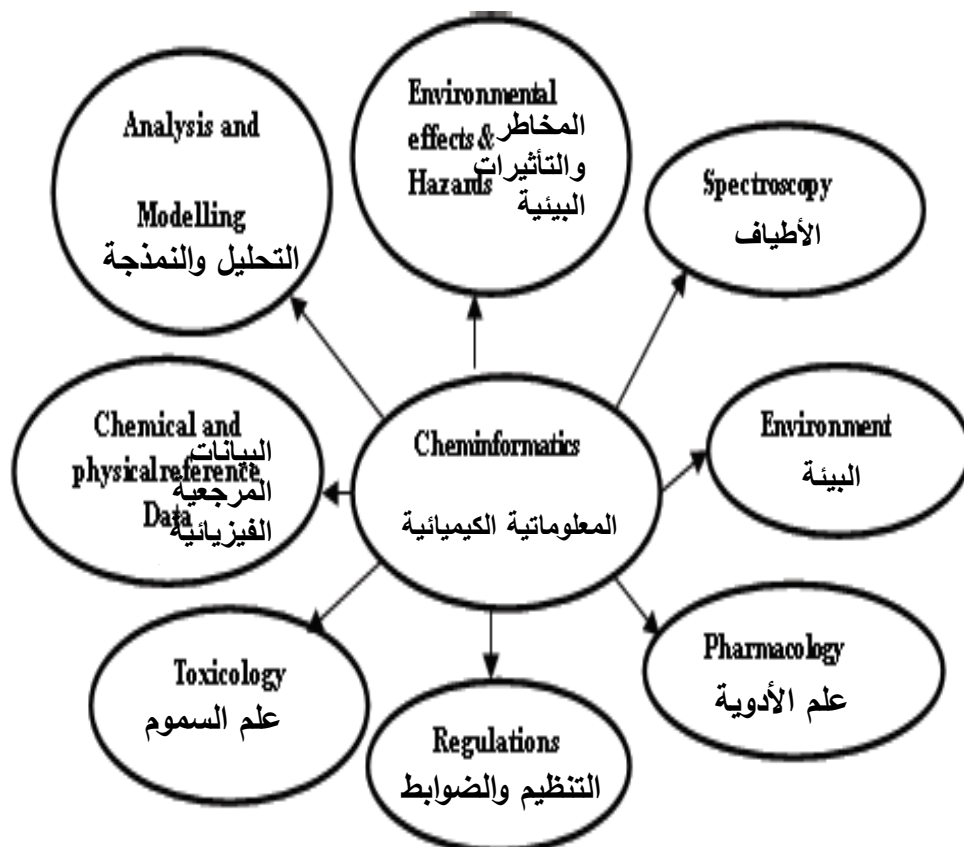 Analysis and
Modelling
التحليل والنمذجة
Environmental
effects &
Hazards
المخاطر
والتأثيرات
البيئية
Spectroscopy
الأطياف
Chemical and
physical reference
Data
البيانات
المرجعية
الفيزيائية
Cheminformatics
المعلوماتية الكيميائية
Environment
البيئة
Toxicology
علم السموم
Regulations
التنظيم والضوابط
Pharmacology
علم الأدوية